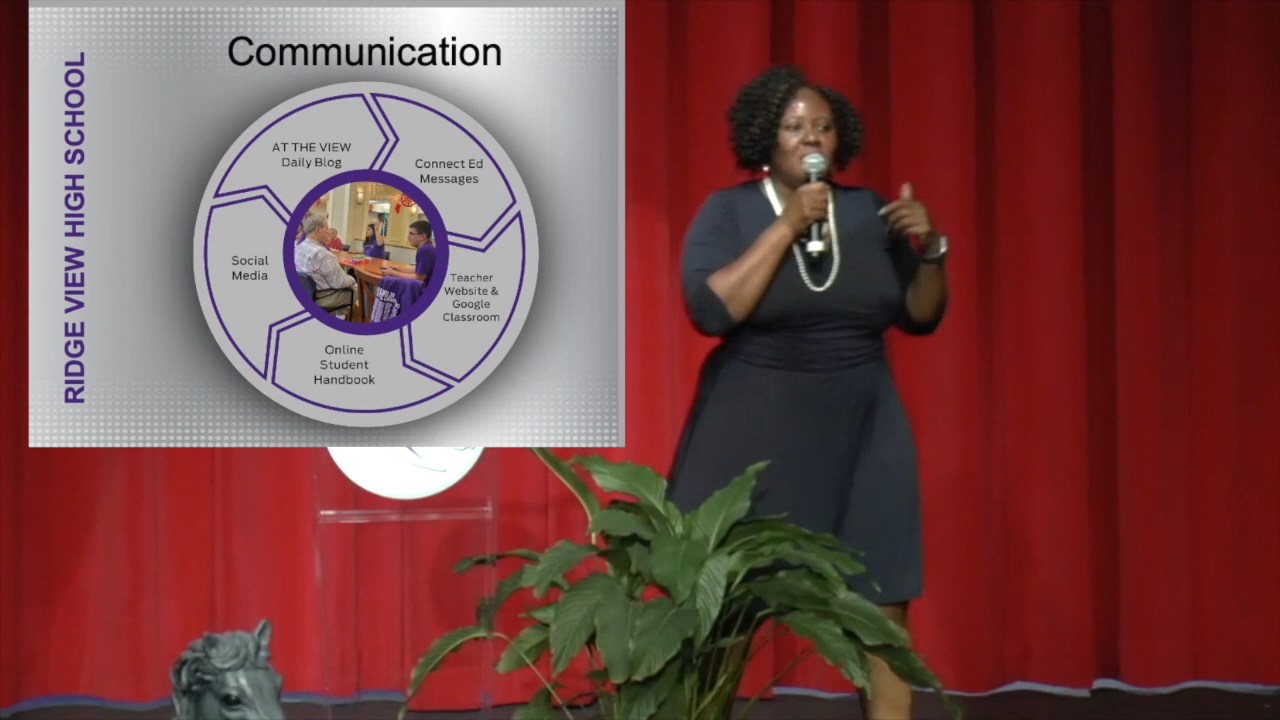 Communication
RIDGE VIEW HIGH SCHOOL
AT THE VIEW
Daily Blog
Connect Ed
Messages
Teacher
Website &
Google
Classroom
Online
Student
Handbook
Social
Media